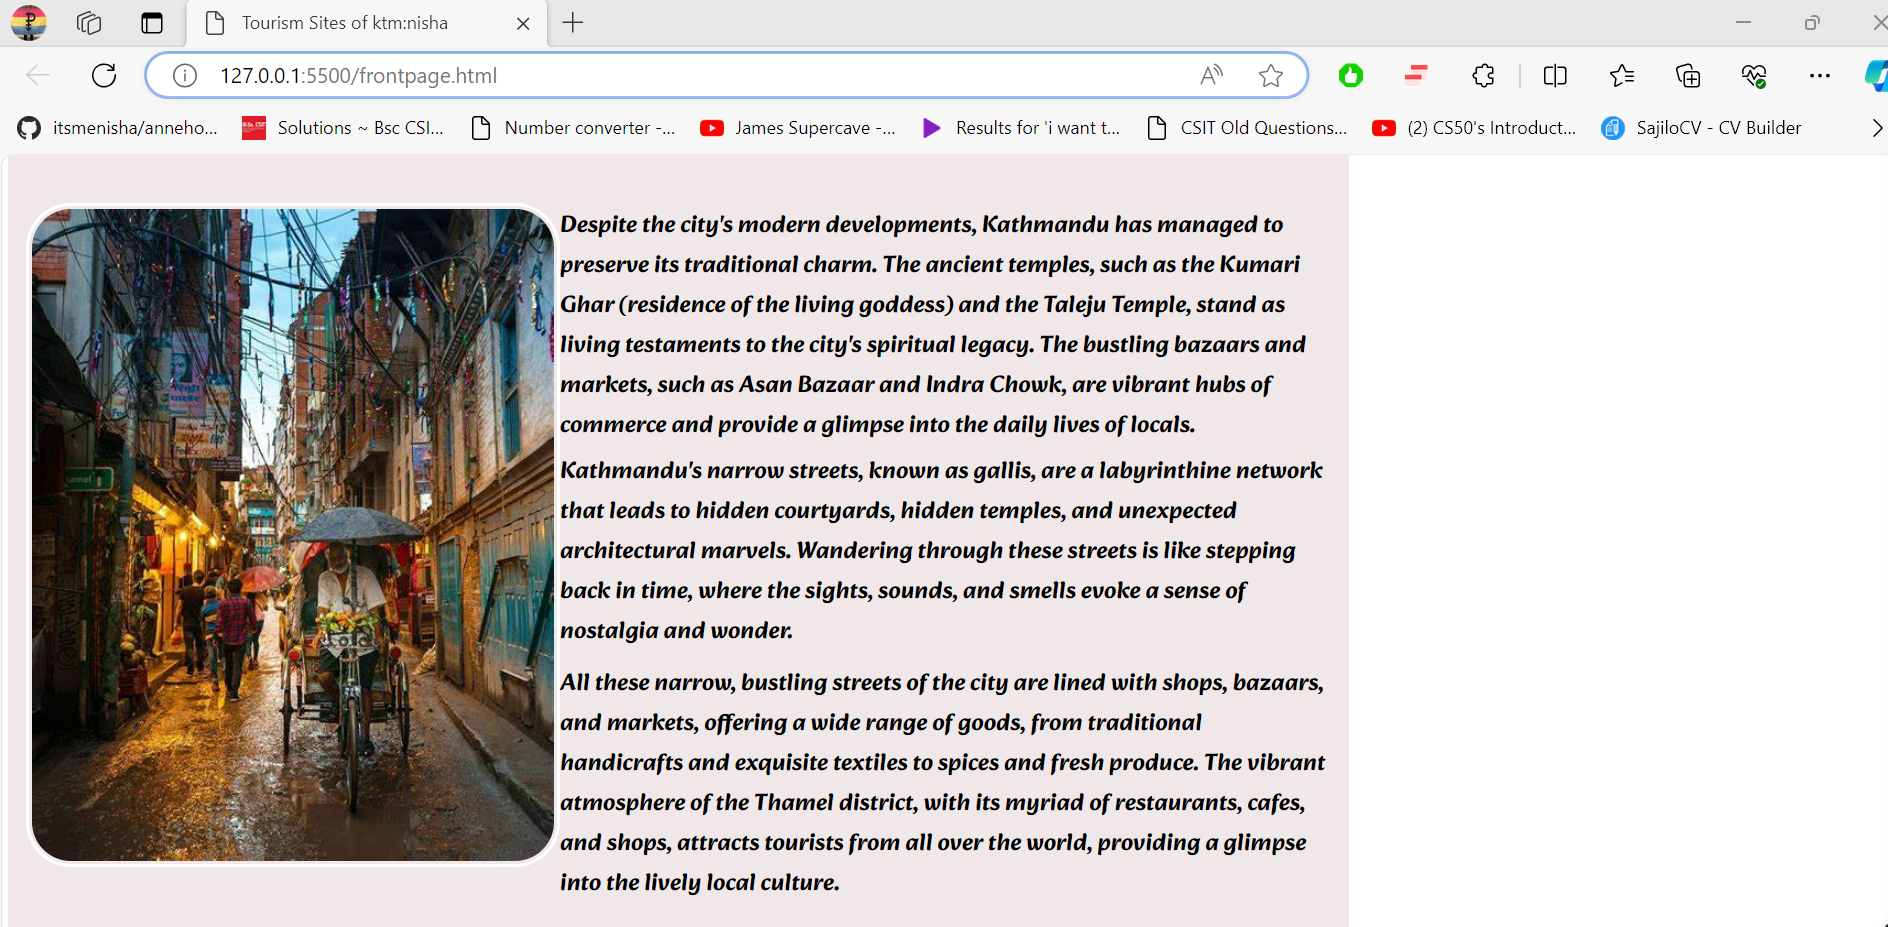 Tourism Sites of ktm:nisha
127.0.0.1:5500/frontpage.html
itsmenisha/anneho...
Solutions ~ Bsc CSI...
Number converter -...
James Supercave -...
Results for 'i want t...
CSIT Old Questions...
(2) CS50's Introduct...
SajiloCV - CV Builder
Despite the city's modern developments, Kathmandu has managed to
preserve its traditional charm. The ancient temples, such as the Kumari
Ghar (residence of the living goddess) and the Taleju Temple, stand as
living testaments to the city's spiritual legacy. The bustling bazaars and
markets, such as Asan Bazaar and Indra Chowk, are vibrant hubs of
commerce and provide a glimpse into the daily lives of locals.
Kathmandu's narrow streets, known as gallis, are a labyrinthine network
that leads to hidden courtyards, hidden temples, and unexpected
architectural marvels. Wandering through these streets is like stepping
back in time, where the sights, sounds, and smells evoke a sense of
nostalgia and wonder.
All these narrow, bustling streets of the city are lined with shops, bazaars,
and markets, offering a wide range of goods, from traditional
handicrafts and exquisite textiles to spices and fresh produce. The vibrant
atmosphere of the Thamel district, with its myriad of restaurants, cafes,
and shops, attracts tourists from all over the world, providing a glimpse
into the lively local culture.